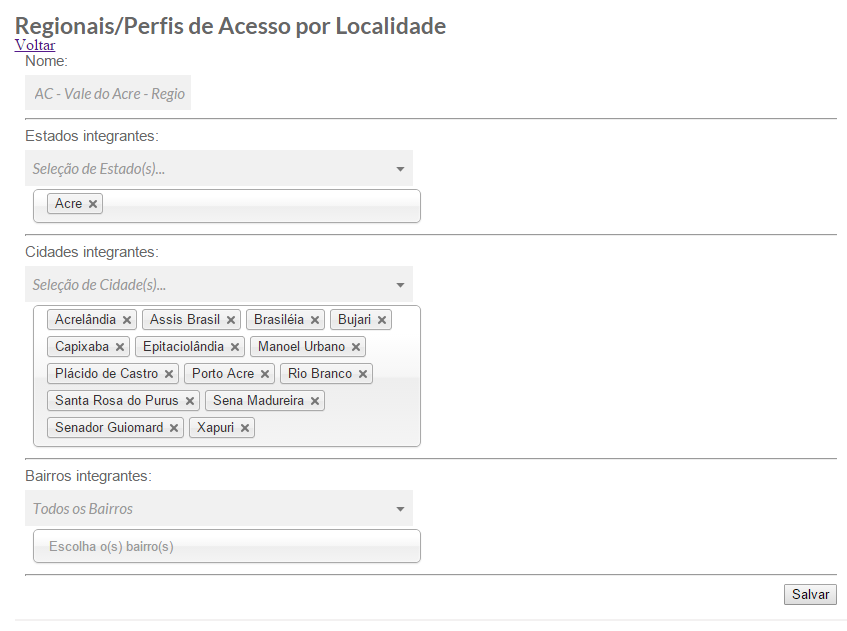 Regionais/Perfis de Acesso por Localidade
Voltar
Nome:
AC - Vale do Acre - Regio
Estados integrantes:
Seleção de Estado(s)...
Acre ×
Cidades integrantes:
Seleção de Cidade(s)...
Acrelândia × Assis Brasil × Brasiléia × Bujari ×
Capixaba × Epitaciolândia × Manoel Urbano ×
Plácido de Castro × Porto Acre × Rio Branco ×
Santa Rosa do Purus × Sena Madureira ×
Senador Guiomard × Xapuri ×
Bairros integrantes:
Todos os Bairros
Escolha o(s) bairro(s)
Salvar